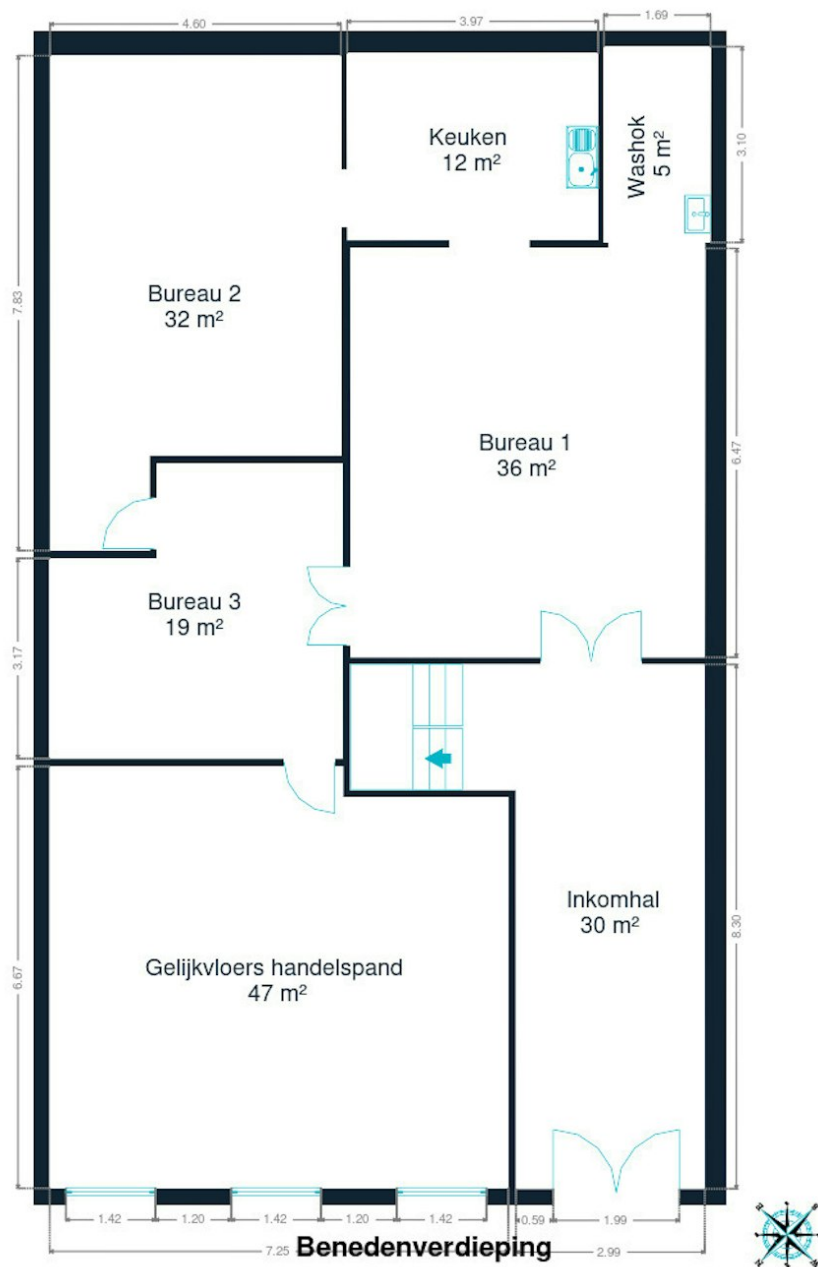 4.60
3.97
1.69
Keuken
12 m²
Washok
5 m²
3.10
7.83
Bureau 2
32 m²
Bureau 1
36 m²
6.47
Bureau 3
19 m²
3.17
Inkomhal
30 m²
8.30
Gelijkvloers handelspand
47 m²
6.67
1.42
1.20
1.42
1.20
1.42
0.59
1.99
7.25
Benedenverdieping
2.99